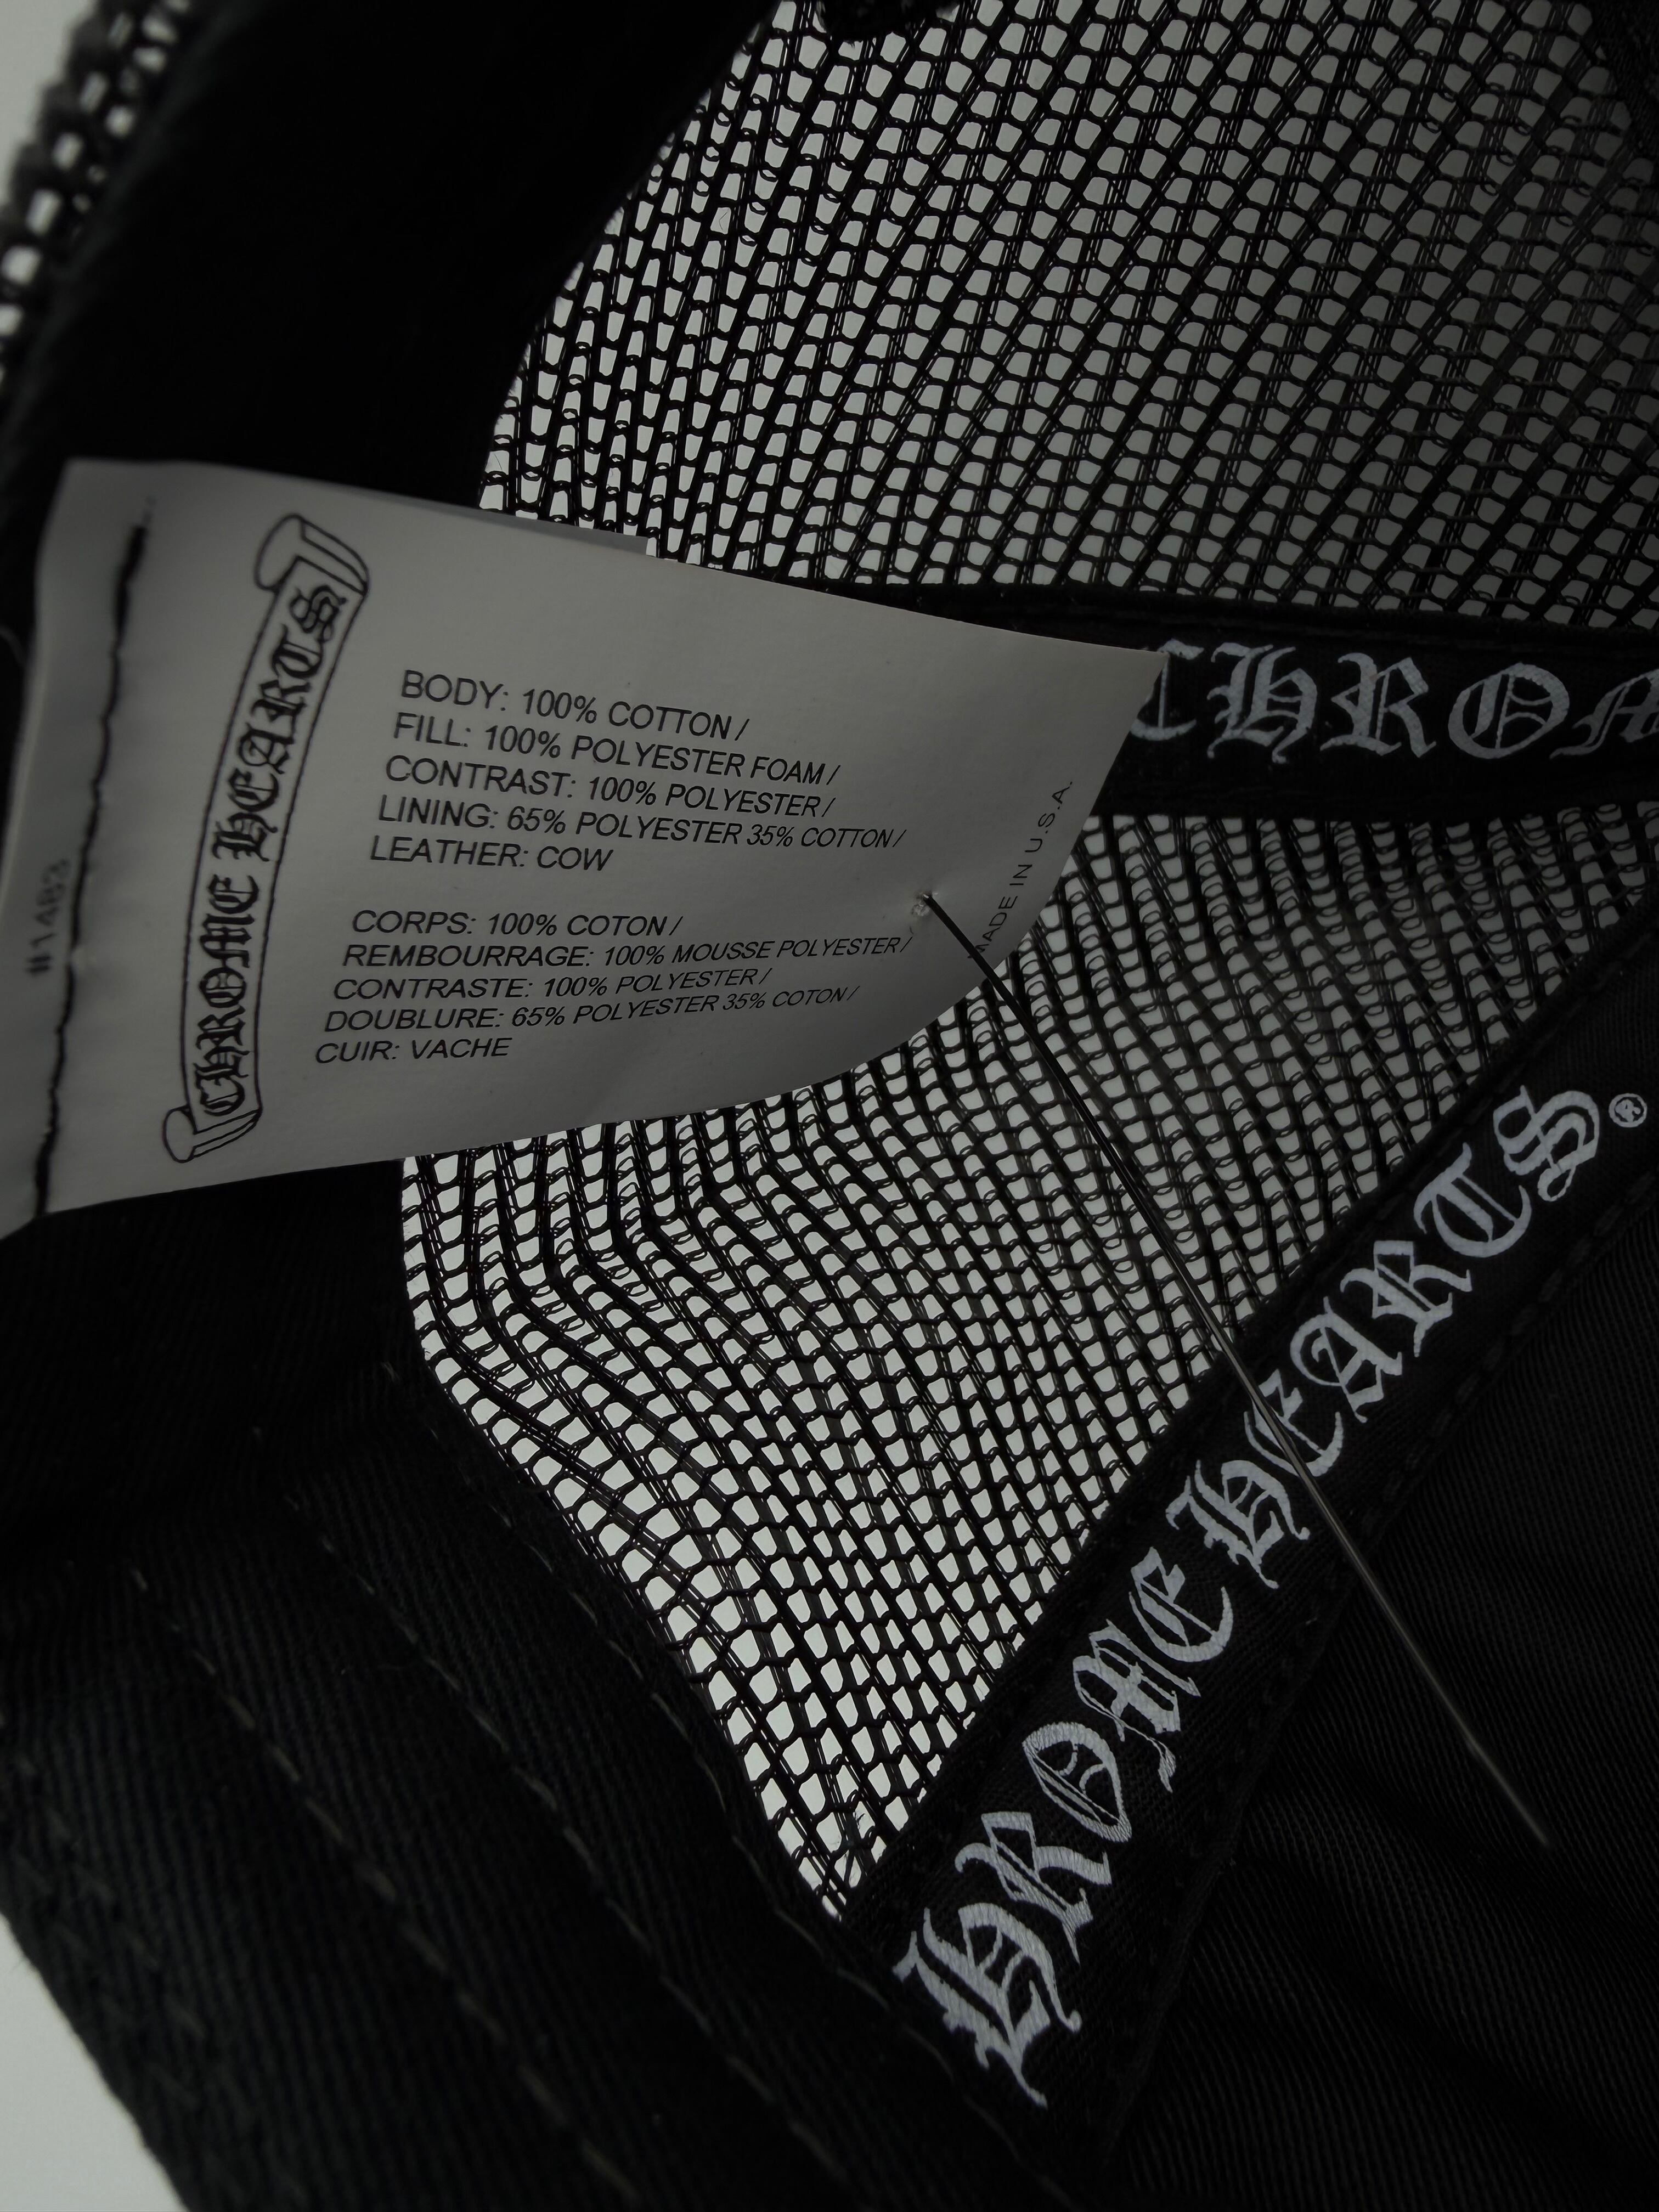 CHROME HEARTS
BODY: 100% COTTON /
FILL: 100% POLYESTER FOAM /
CONTRAST: 100% POLYESTER /
LINING: 65% POLYESTER 35% COTTON /
LEATHER: COW
CORPS: 100% COTON /
REMBOURRAGE: 100% MOUSSE POLYESTER /
CONTRASTE: 100% POLYESTER /
DOUBLURE: 65% POLYESTER 35% COTON /
CUIR: VACHE
MADE IN U.S.A.
#1483
CHROM
HROME HEARTS®